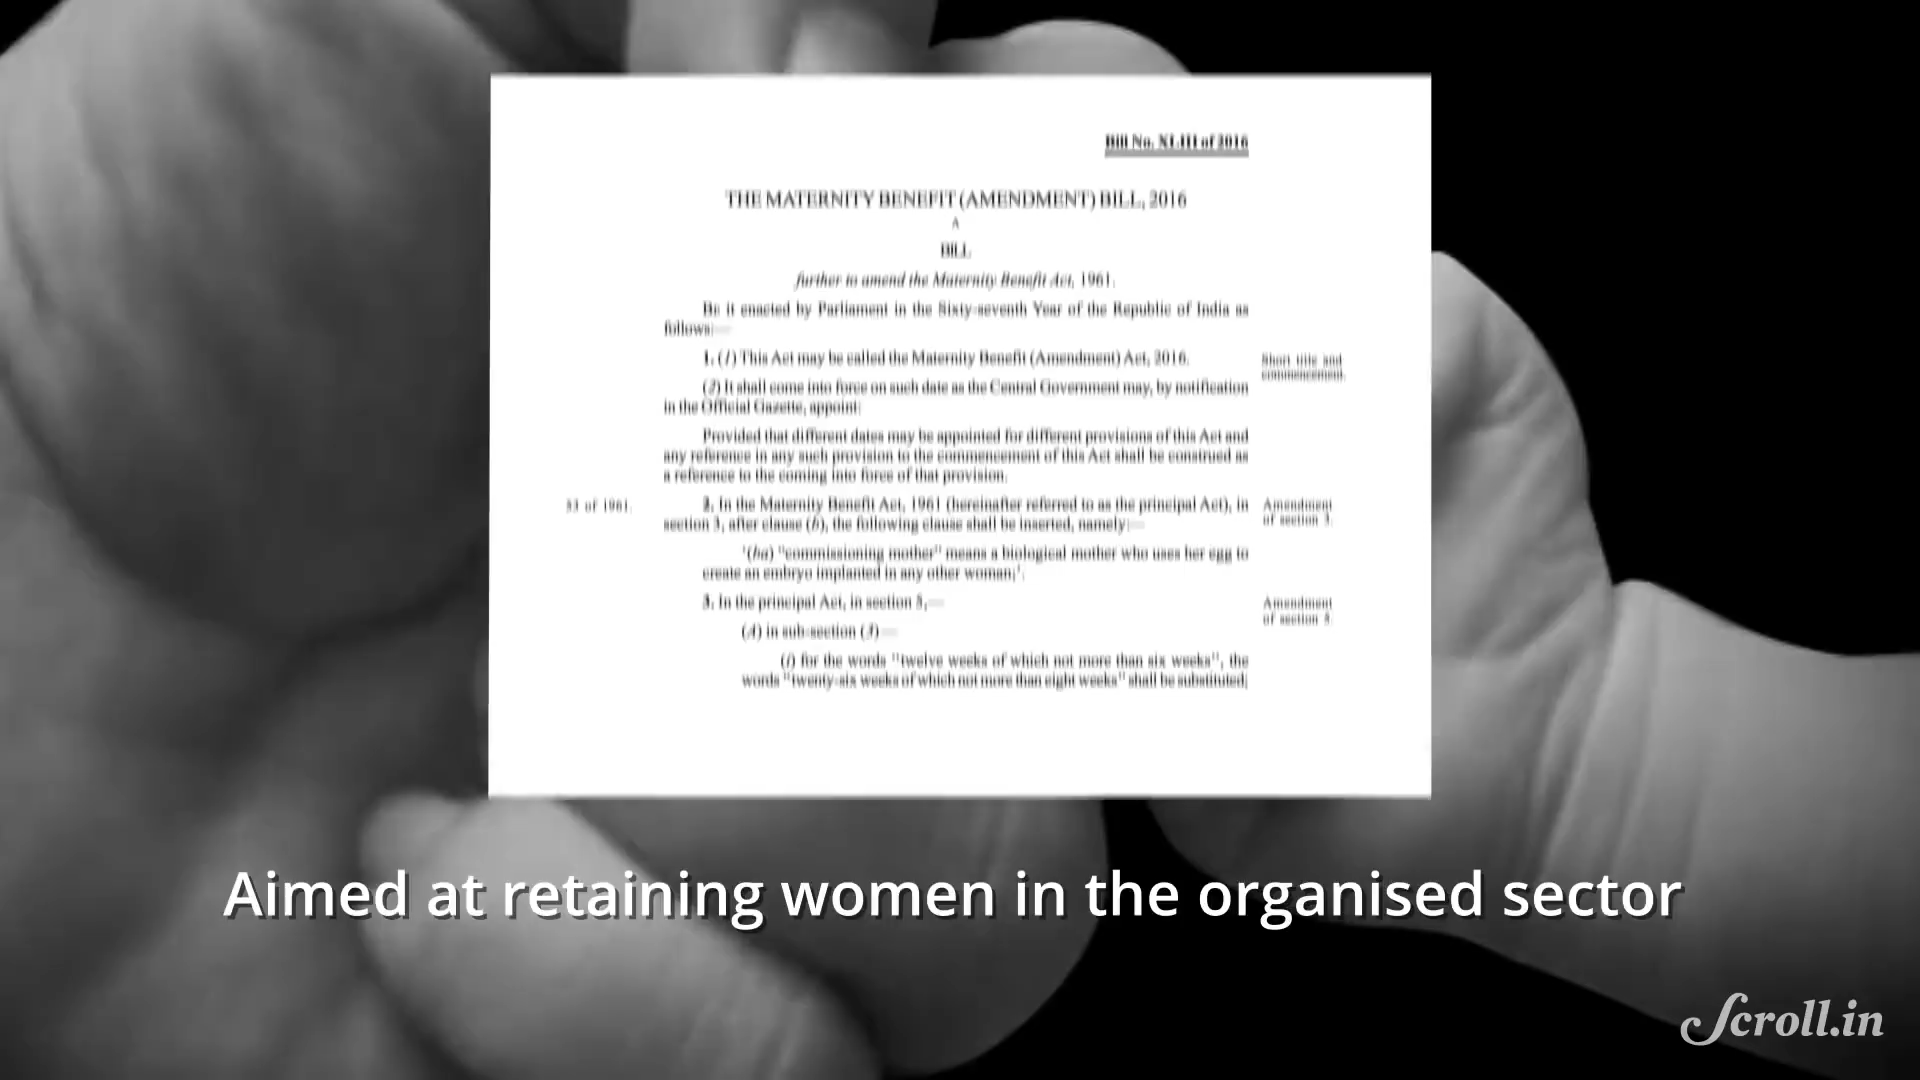 Bill No. XLIII of 2016
THE MATERNITY BENEFIT (AMENDMENT) BILL, 2016
A
BILL
further to amend the Maternity Benefit Act, 1961.
Be it enacted by Parliament in the Sixty-seventh Year of the Republic of India as
follows:—
1. (1) This Act may be called the Maternity Benefit (Amendment) Act, 2016.
Short title and
commencement.
(2) It shall come into force on such date as the Central Government may, by notification
in the Official Gazette, appoint:
Provided that different dates may be appointed for different provisions of this Act and
any reference in any such provision to the commencement of this Act shall be construed as
a reference to the coming into force of that provision.
53 of 1961.
2. In the Maternity Benefit Act, 1961 (hereinafter referred to as the principal Act), in
section 3, after clause (b), the following clause shall be inserted, namely:—
Amendment
of section 3.
'(ba) "commissioning mother" means a biological mother who uses her egg to
create an embryo implanted in any other woman;'.
3. In the principal Act, in section 5,—
Amendment
of section 5.
(A) in sub-section (3)—
(i) for the words "twelve weeks of which not more than six weeks", the
words "twenty-six weeks of which not more than eight weeks" shall be substituted;
Aimed at retaining women in the organised sector
Scroll.in